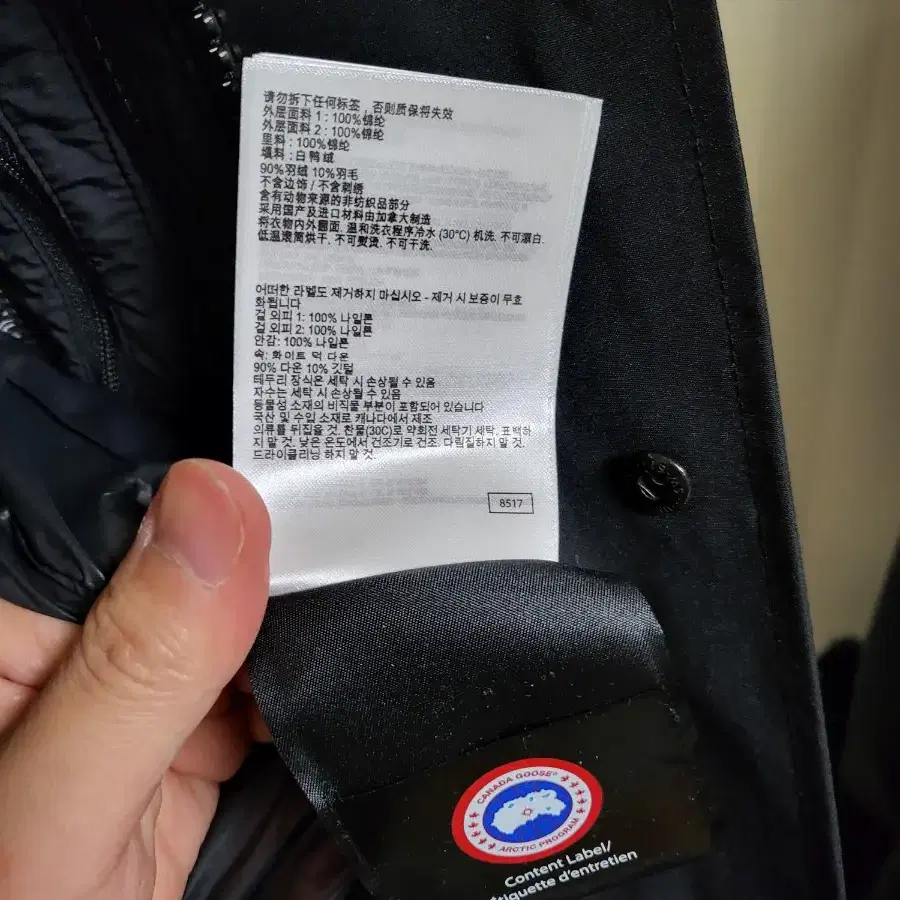 请勿拆下任何标签，否则质保将失效
外层面料 1：100%锦纶
外层面料 2：100%锦纶
里料：100%锦纶
填料：白鸭绒
90%羽绒 10%羽毛
不含边饰 / 不含刺绣
含有动物来源的非纺织品部分
采用国产及进口材料由加拿大制造
将衣物内外翻面. 温和洗衣程序冷水 (30°C) 机洗. 不可漂白.
低温滚筒烘干. 不可熨烫. 不可干洗.
어떠한 라벨도 제거하지 마십시오 - 제거 시 보증이 무효
화됩니다
겉 외피 1: 100% 나일론
겉 외피 2: 100% 나일론
안감: 100% 나일론
속: 화이트 덕 다운
90% 다운 10% 깃털
테두리 장식은 세탁 시 손상될 수 있음
자수는 세탁 시 손상될 수 있음
동물성 소재의 비직물 부분이 포함되어 있습니다
국산 및 수입 소재로 캐나다에서 제조
의류를 뒤집을 것. 찬물(30C)로 약회전 세탁기 세탁. 표백하
지 말 것. 낮은 온도에서 건조기로 건조. 다림질하지 말 것.
드라이클리닝 하지 말 것.
8517
CANADA GOOSE®
ARCTIC PROGRAM
Content Label/
Étiquette d'entretien